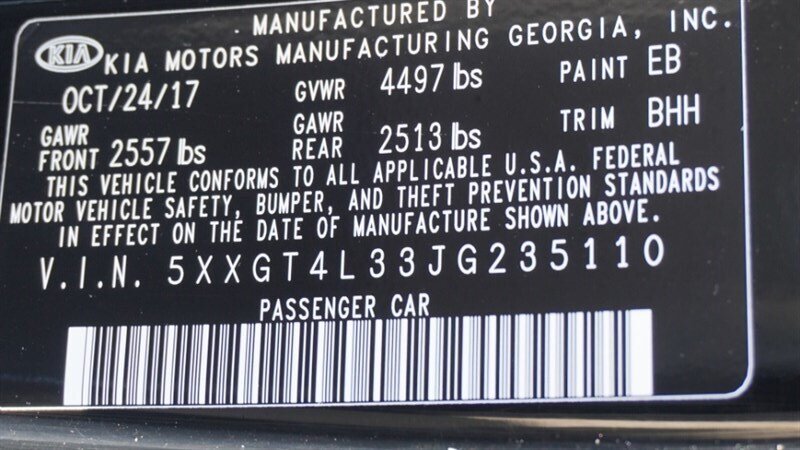 MANUFACTURED BY
KIA KIA MOTORS MANUFACTURING GEORGIA, INC.
OCT/24/17 GVWR 4497 lbs PAINT EB
GAWR FRONT 2557 lbs GAWR REAR 2513 lbs TRIM BHH
THIS VEHICLE CONFORMS TO ALL APPLICABLE U.S.A. FEDERAL
MOTOR VEHICLE SAFETY, BUMPER, AND THEFT PREVENTION STANDARDS
IN EFFECT ON THE DATE OF MANUFACTURE SHOWN ABOVE.
V.I.N. 5XXGT4L33JG235110
PASSENGER CAR